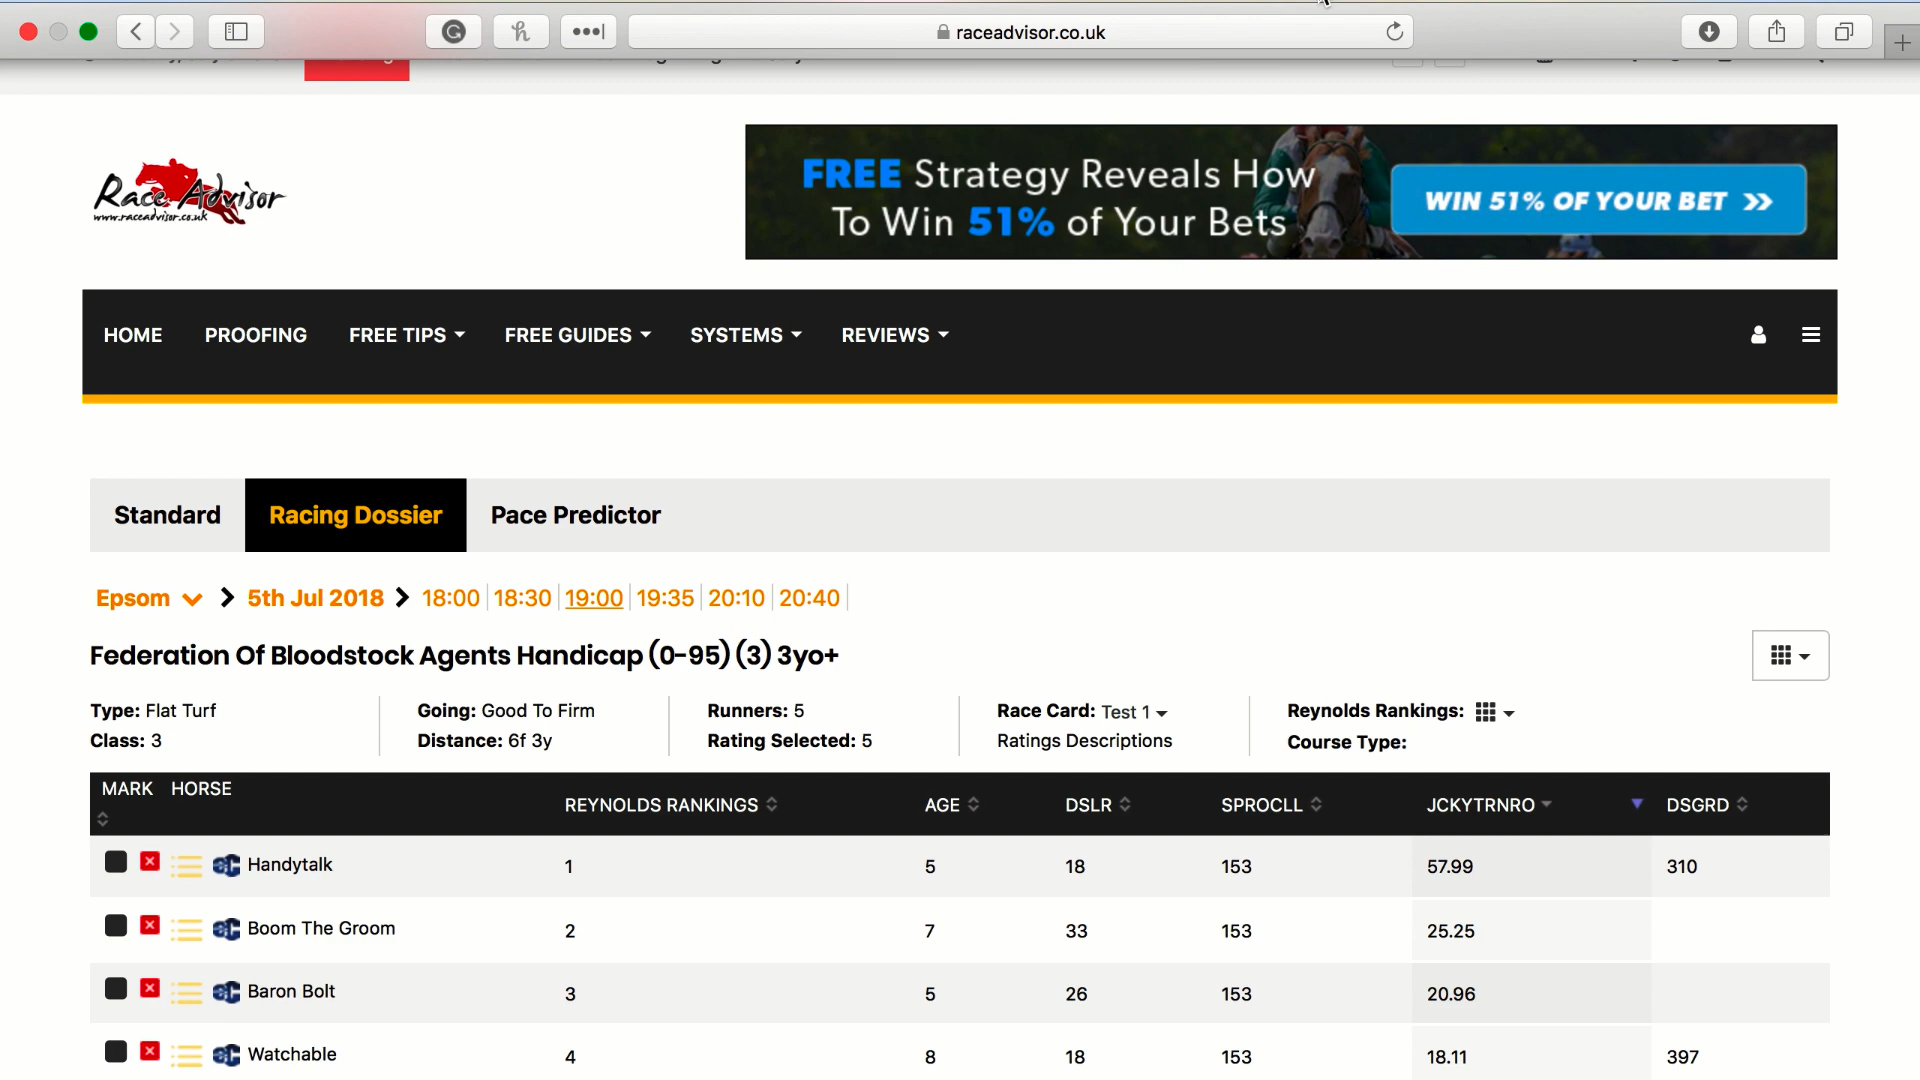 raceadvisor.co.uk
Race Advisor
www.raceadvisor.co.uk
FREE Strategy Reveals How
To Win 51% of Your Bets
WIN 51% OF YOUR BET >>
HOME PROOFING FREE TIPS FREE GUIDES SYSTEMS REVIEWS
Standard Racing Dossier Pace Predictor
Epsom 5th Jul 2018 18:00 18:30 19:00 19:35 20:10 20:40
Federation Of Bloodstock Agents Handicap (0-95) (3) 3yo+
Type: Flat Turf Going: Good To Firm Runners: 5 Race Card: Test 1 Reynolds Rankings:
Class: 3 Distance: 6f 3y Rating Selected: 5 Ratings Descriptions Course Type:
MARK HORSE REYNOLDS RANKINGS AGE DSLR SPROCLL JCKYTRNRO DSGRD
Handytalk 1 5 18 153 57.99 310
Boom The Groom 2 7 33 153 25.25
Baron Bolt 3 5 26 153 20.96
Watchable 4 8 18 153 18.11 397